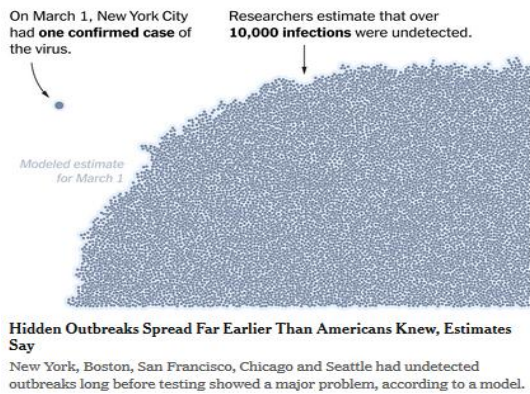 On March 1, New York City
had one confirmed case of
the virus.
Researchers estimate that over
10,000 infections were undetected.
Modeled estimate
for March 1
Hidden Outbreaks Spread Far Earlier Than Americans Knew, Estimates
Say
New York, Boston, San Francisco, Chicago and Seattle had undetected
outbreaks long before testing showed a major problem, according to a model.